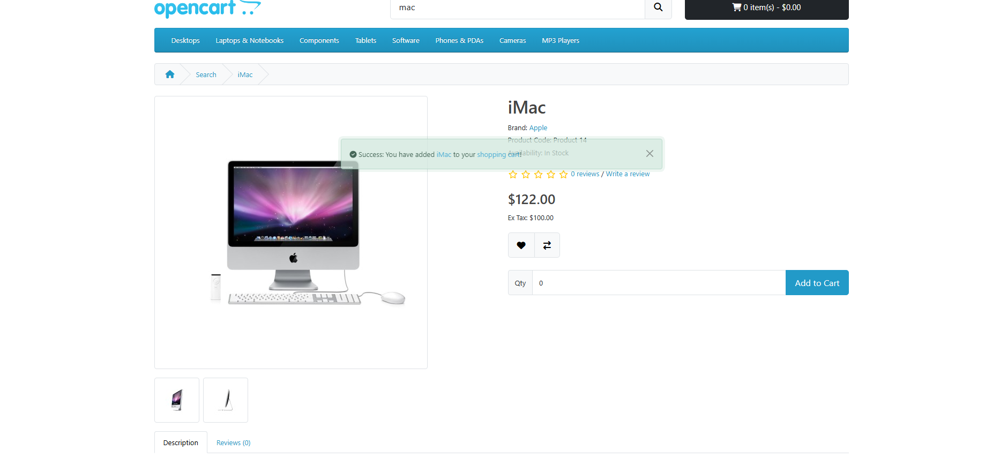 opencart
mac
0 item(s) - $0.00
Desktops Laptops & Notebooks Components Tablets Software Phones & PDAs Cameras MP3 Players
Search iMac
iMac
Brand: Apple
Product Code: Product 14
Availability: In Stock
Success: You have added iMac to your shopping cart!
0 reviews / Write a review
$122.00
Ex Tax: $100.00
Qty 0 Add to Cart
Description Reviews (0)